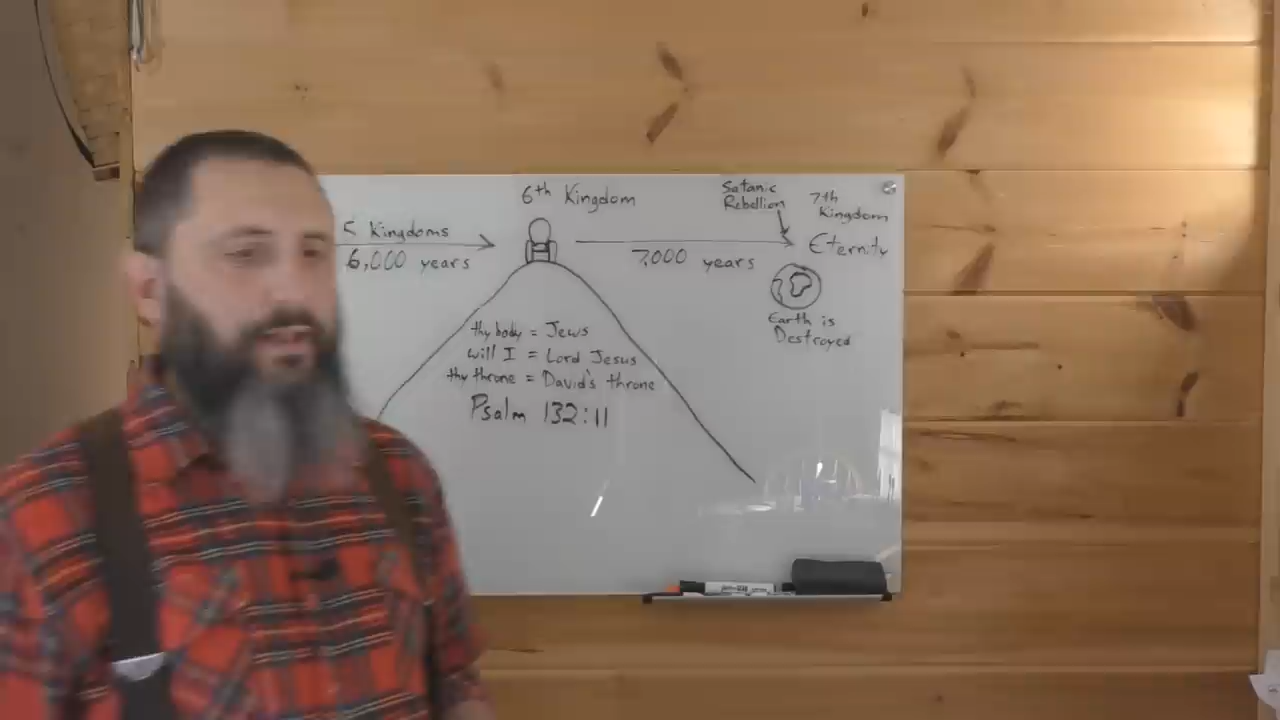 5 Kingdoms
6,000 years
6th Kingdom
7,000 years
Satanic
Rebellion
7th
Kingdom
Eternity
Earth is
Destroyed
thy body = Jews
will I = Lord Jesus
thy throne = David's throne
Psalm 132:11